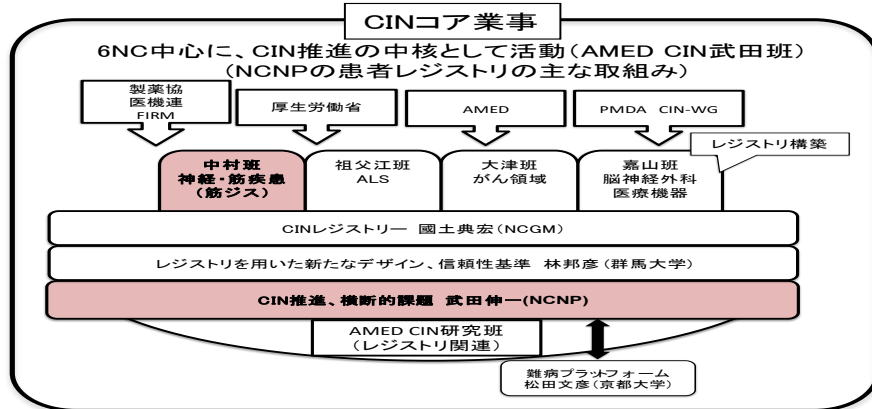 CINコア業事
6NC中心に、CIN推進の中核として活動(AMED CIN武田班)
(NCNPの患者レジストリの主な取組み)
製薬協
医機連
FIRM
厚生労働省
AMED
PMDA CIN-WG
レジストリ構築
中村班
神経・筋疾患
(筋ジス)
祖父江班
ALS
大津班
がん領域
嘉山班
脳神経外科
医療機器
CINレジストリー 國土典宏(NCGM)
レジストリを用いた新たなデザイン、信頼性基準 林邦彦(群馬大学)
CIN推進、横断的課題 武田伸一(NCNP)
AMED CIN研究班
(レジストリ関連)
難病プラットフォーム
松田文彦(京都大学)